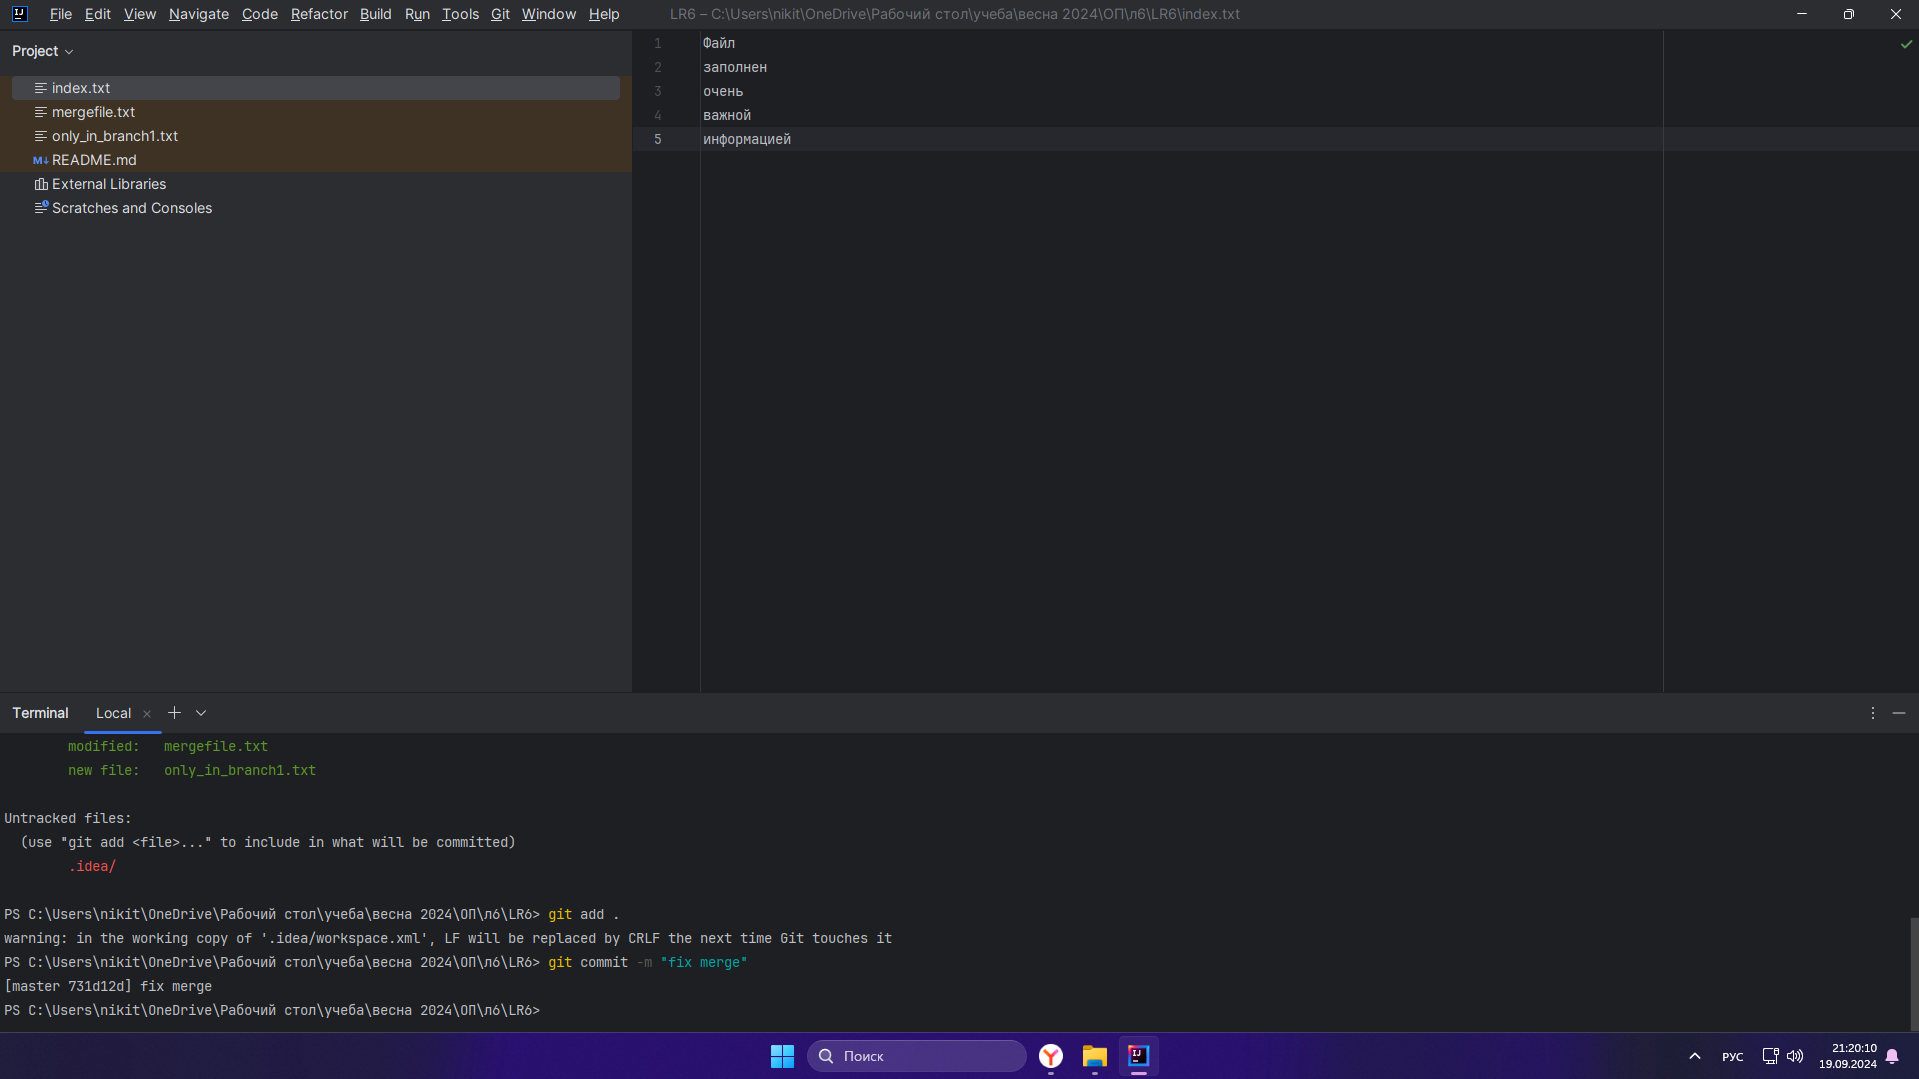 File Edit View Navigate Code Refactor Build Run Tools Git Window Help LR6 – C:\Users\nikit\OneDrive\Рабочий стол\учеба\весна 2024\ОП\л6\LR6\index.txt
Project
index.txt
mergefile.txt
only_in_branch1.txt
README.md
External Libraries
Scratches and Consoles
1 Файл
2 заполнен
3 очень
4 важной
5 информацией
Terminal Local
modified: mergefile.txt
new file: only_in_branch1.txt
Untracked files:
(use "git add <file>..." to include in what will be committed)
.idea/
PS C:\Users\nikit\OneDrive\Рабочий стол\учеба\весна 2024\ОП\л6\LR6> git add .
warning: in the working copy of '.idea/workspace.xml', LF will be replaced by CRLF the next time Git touches it
PS C:\Users\nikit\OneDrive\Рабочий стол\учеба\весна 2024\ОП\л6\LR6> git commit -m "fix merge"
[master 731d12d] fix merge
PS C:\Users\nikit\OneDrive\Рабочий стол\учеба\весна 2024\ОП\л6\LR6>
Поиск
РУС
21:20:10
19.09.2024